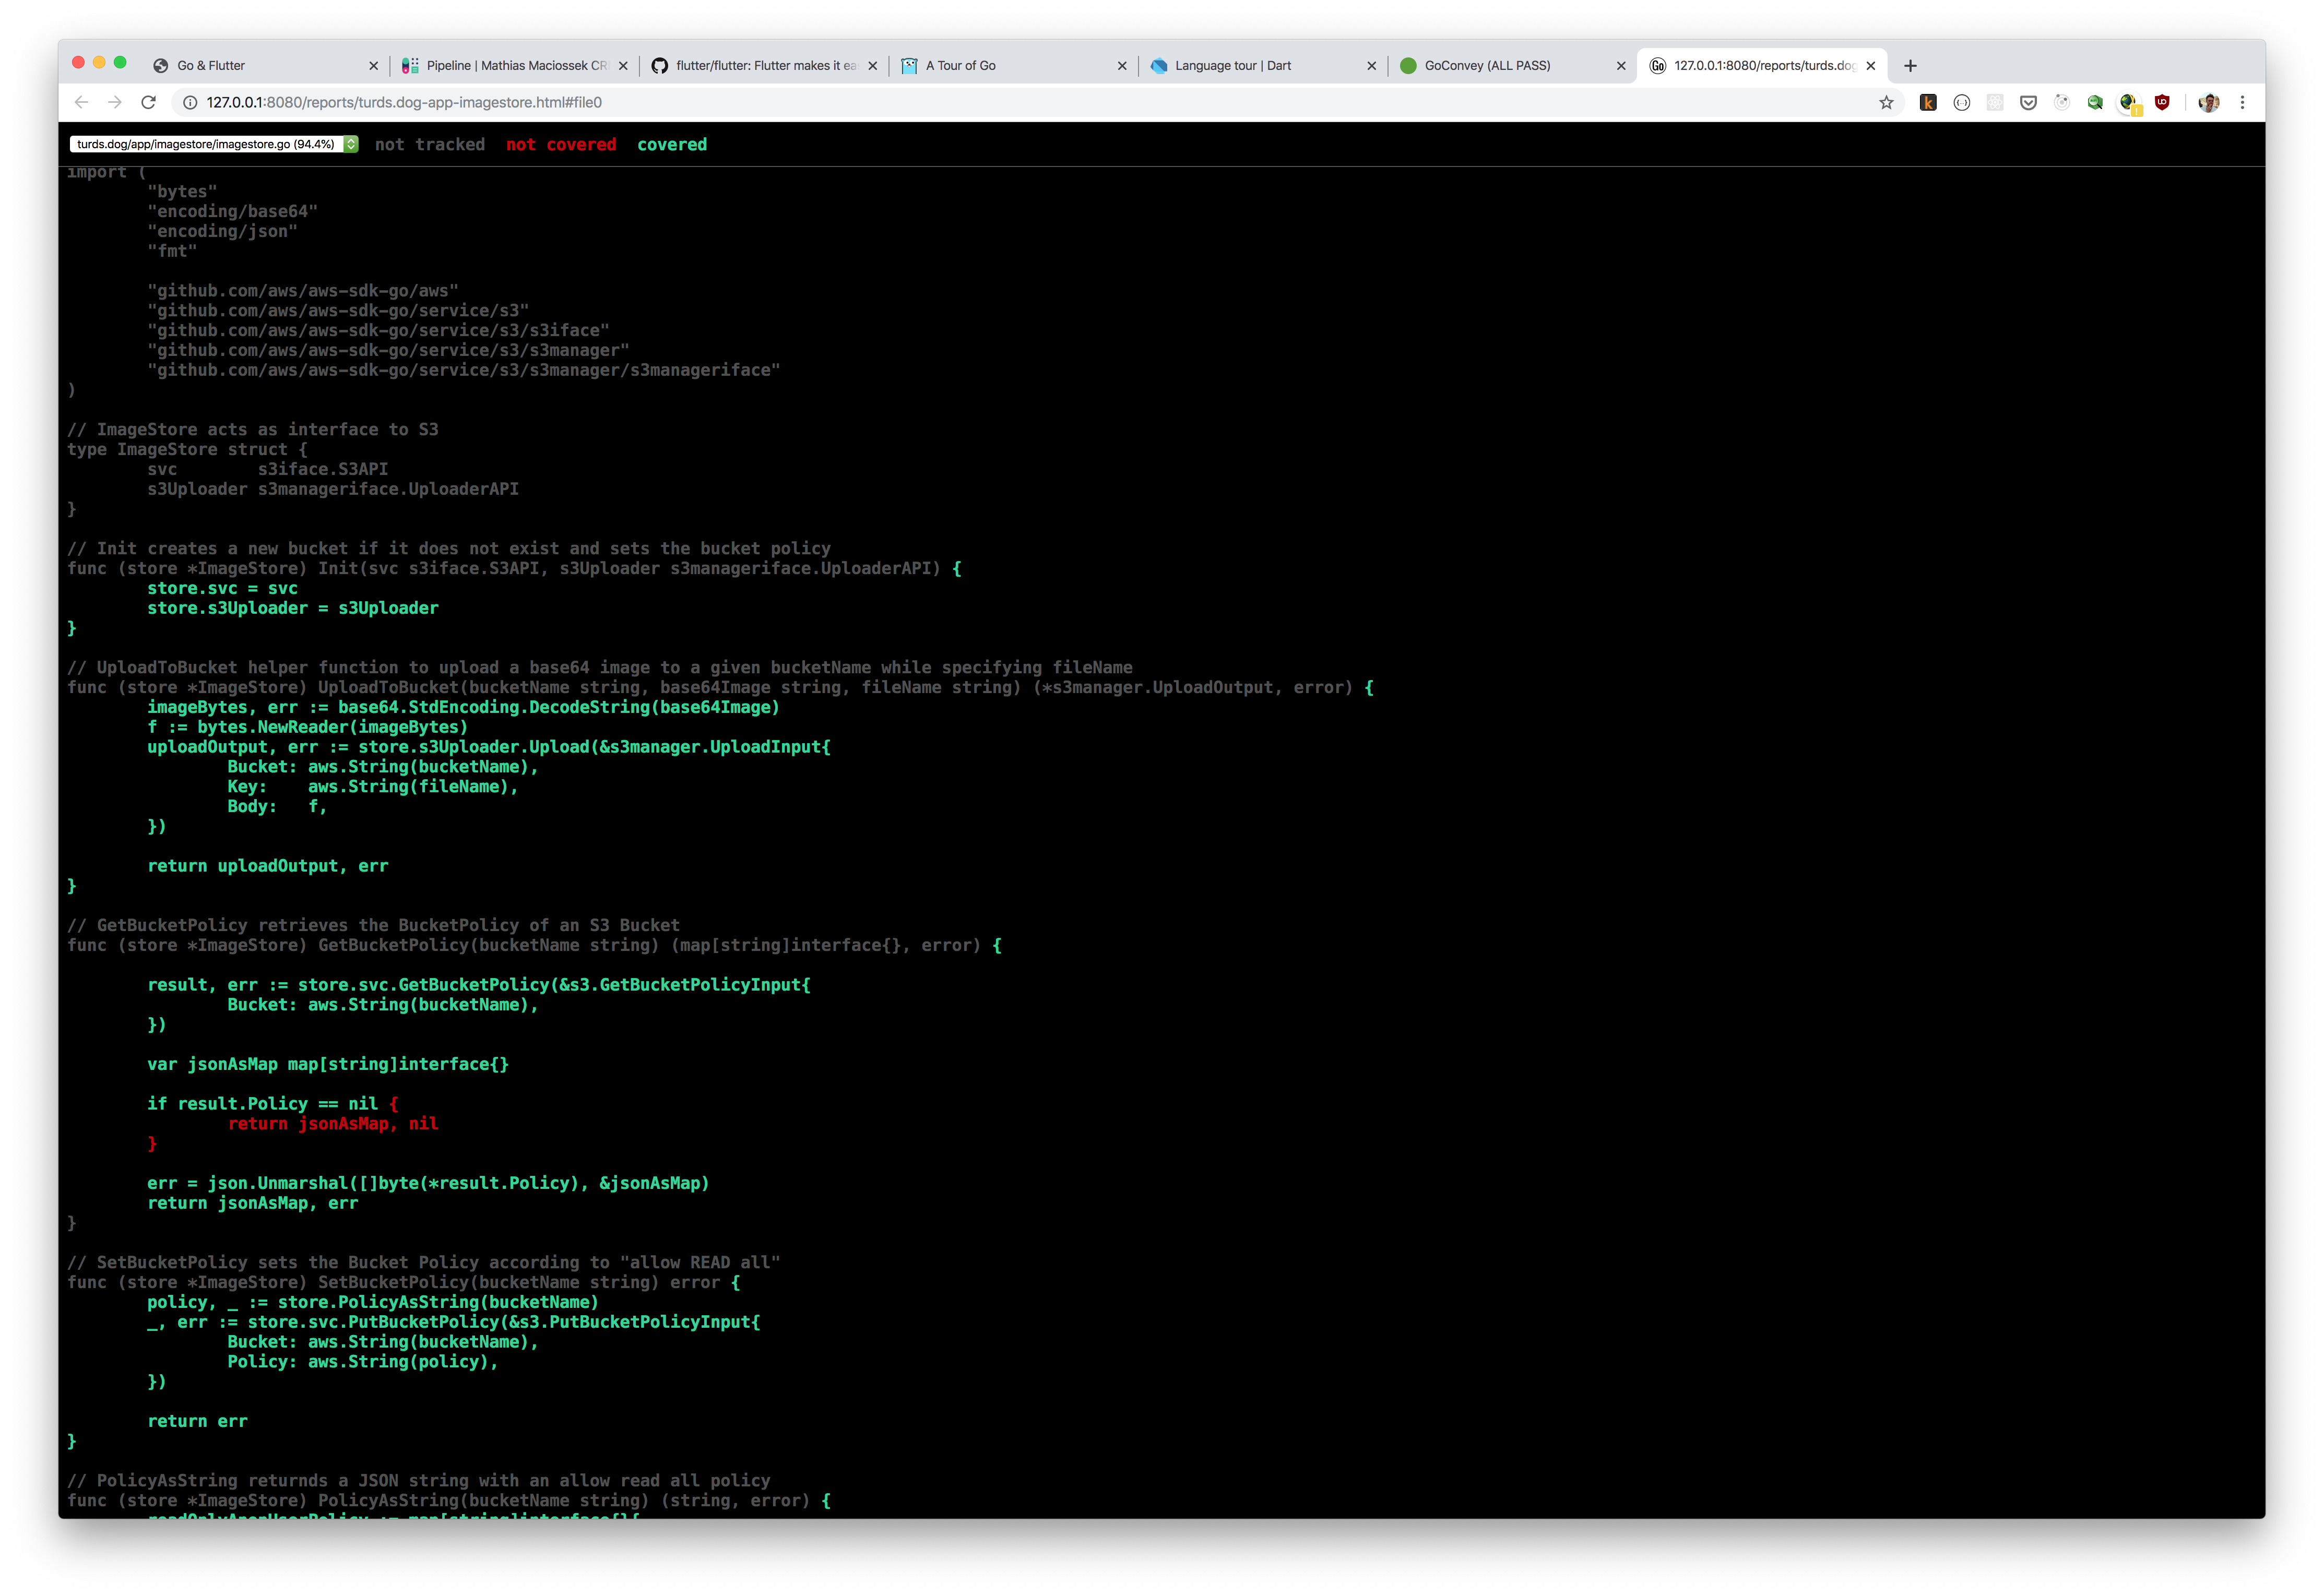 Go & Flutter
Pipeline | Mathias Maciossek CR
flutter/flutter: Flutter makes it ea
A Tour of Go
Language tour | Dart
GoConvey (ALL PASS)
127.0.0.1:8080/reports/turds.dog
127.0.0.1:8080/reports/turds.dog-app-imagestore.html#file0
turds.dog/app/imagestore/imagestore.go (94.4%) not tracked not covered covered
import (
"bytes"
"encoding/base64"
"encoding/json"
"fmt"
"github.com/aws/aws-sdk-go/aws"
"github.com/aws/aws-sdk-go/service/s3"
"github.com/aws/aws-sdk-go/service/s3/s3iface"
"github.com/aws/aws-sdk-go/service/s3/s3manager"
"github.com/aws/aws-sdk-go/service/s3/s3manager/s3manageriface"
)
// ImageStore acts as interface to S3
type ImageStore struct {
svc s3iface.S3API
s3Uploader s3manageriface.UploaderAPI
}
// Init creates a new bucket if it does not exist and sets the bucket policy
func (store *ImageStore) Init(svc s3iface.S3API, s3Uploader s3manageriface.UploaderAPI) {
store.svc = svc
store.s3Uploader = s3Uploader
}
// UploadToBucket helper function to upload a base64 image to a given bucketName while specifying fileName
func (store *ImageStore) UploadToBucket(bucketName string, base64Image string, fileName string) (*s3manager.UploadOutput, error) {
imageBytes, err := base64.StdEncoding.DecodeString(base64Image)
f := bytes.NewReader(imageBytes)
uploadOutput, err := store.s3Uploader.Upload(&s3manager.UploadInput{
Bucket: aws.String(bucketName),
Key: aws.String(fileName),
Body: f,
})
return uploadOutput, err
}
// GetBucketPolicy retrieves the BucketPolicy of an S3 Bucket
func (store *ImageStore) GetBucketPolicy(bucketName string) (map[string]interface{}, error) {
result, err := store.svc.GetBucketPolicy(&s3.GetBucketPolicyInput{
Bucket: aws.String(bucketName),
})
var jsonAsMap map[string]interface{}
if result.Policy == nil {
return jsonAsMap, nil
}
err = json.Unmarshal([]byte(*result.Policy), &jsonAsMap)
return jsonAsMap, err
}
// SetBucketPolicy sets the Bucket Policy according to "allow READ all"
func (store *ImageStore) SetBucketPolicy(bucketName string) error {
policy, _ := store.PolicyAsString(bucketName)
_, err := store.svc.PutBucketPolicy(&s3.PutBucketPolicyInput{
Bucket: aws.String(bucketName),
Policy: aws.String(policy),
})
return err
}
// PolicyAsString returnds a JSON string with an allow read all policy
func (store *ImageStore) PolicyAsString(bucketName string) (string, error) {
:= map[string]interface{}{